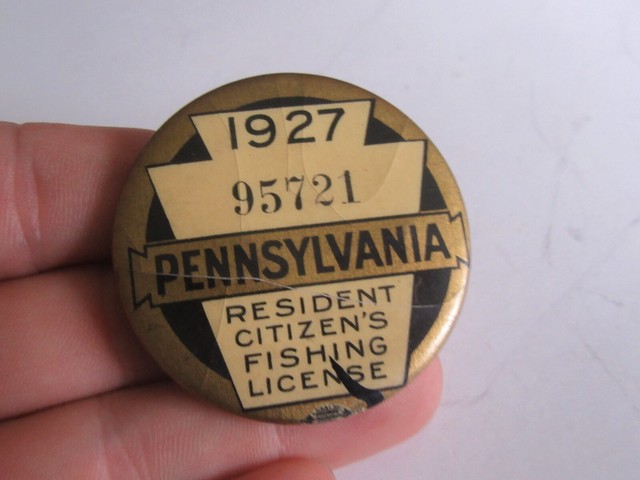 1927
95721
PENNSYLVANIA
RESIDENT
CITIZEN'S
FISHING
LICENSE